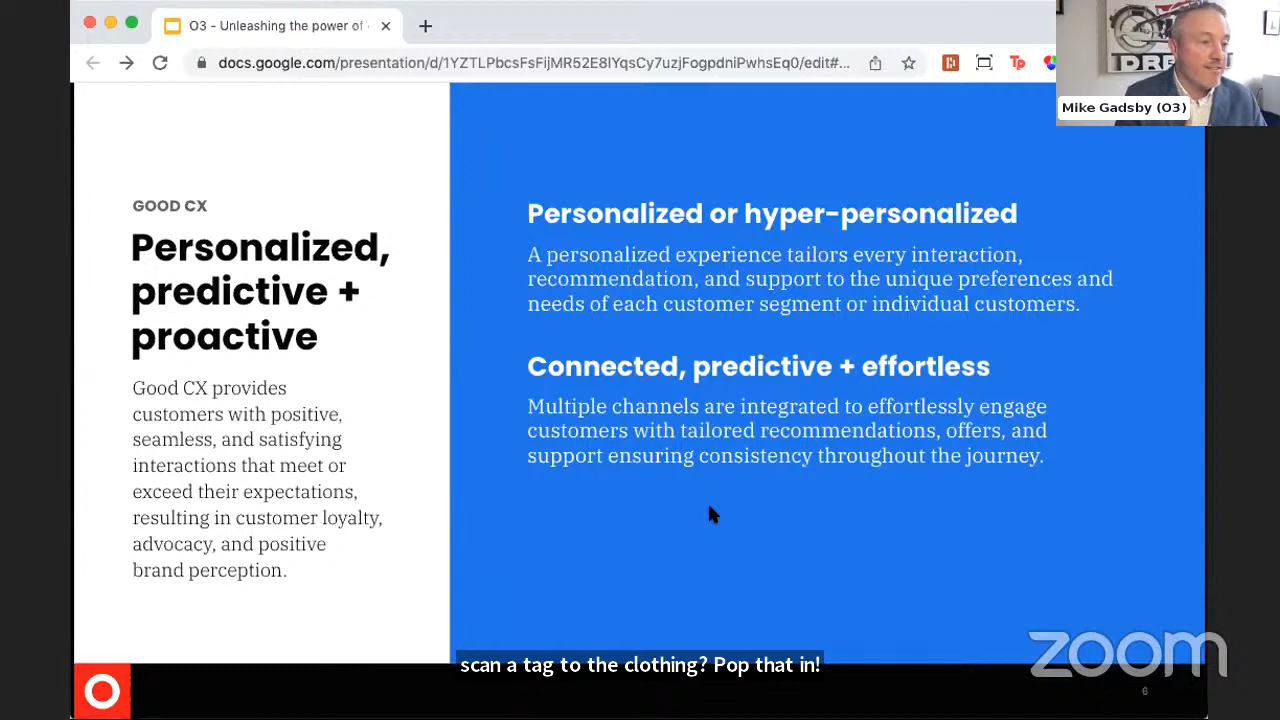 O3 - Unleashing the power of
docs.google.com/presentation/d/1YZTLPbcsFsFijMR52E8lYqsCy7uzjFogpdniPwhsEq0/edit#...
Tp
DRE
Mike Gadsby (O3)
GOOD CX
Personalized,
predictive +
proactive
Good CX provides
customers with positive,
seamless, and satisfying
interactions that meet or
exceed their expectations,
resulting in customer loyalty,
advocacy, and positive
brand perception.
Personalized or hyper-personalized
A personalized experience tailors every interaction,
recommendation, and support to the unique preferences and
needs of each customer segment or individual customers.
Connected, predictive + effortless
Multiple channels are integrated to effortlessly engage
customers with tailored recommendations, offers, and
support ensuring consistency throughout the journey.
scan a tag to the clothing? Pop that in!
zoom
6